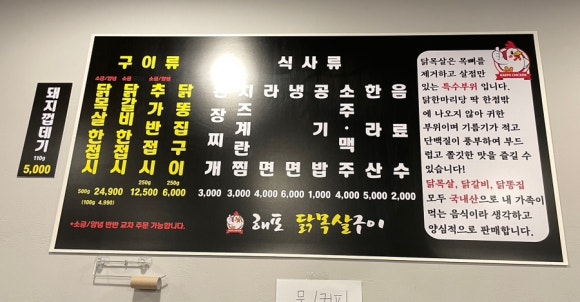 돼지껍데기
110g
5,000
구이류
소금/양념
닭목살한접시
500g
24,900
(100g 4,990)
소금
닭갈비한접시
12,500
소금/양념
추가반접시
250g
12,500
닭똥집구이
250g
6,000
*소금/양념 반반 교차 주문 가능합니다.
식사류
된장찌개
3,000
치즈계란찜
3,000
라면
4,000
냉면
6,000
공기밥
1,000
소주·맥주
4,000
한라산
5,000
음료수
2,000
해포 닭목살구이
닭목살은 목뼈를
제거하고 살점만
있는 특수부위 입니다.
닭한마리당 딱 한점밖
에 나오지 않아 귀한
부위이며 기름기가 적고
단백질이 풍부하여 부드
럽고 쫄깃한 맛을 즐길 수
있습니다!
닭목살, 닭갈비, 닭똥집
모두 국내산으로 내 가족이
먹는 음식이라 생각하고
양심적으로 판매합니다.
물/커피